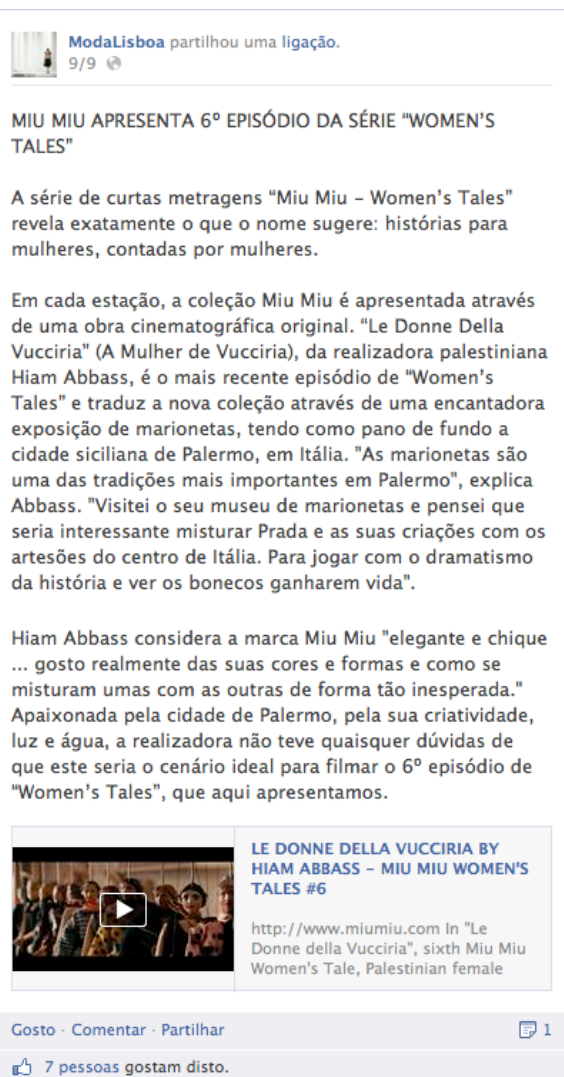 ModaLisboa partilhou uma ligação.
9/9
MIU MIU APRESENTA 6º EPISÓDIO DA SÉRIE “WOMEN’S
TALES”
A série de curtas metragens “Miu Miu – Women’s Tales”
revela exatamente o que o nome sugere: histórias para
mulheres, contadas por mulheres.
Em cada estação, a coleção Miu Miu é apresentada através
de uma obra cinematográfica original. “Le Donne Della
Vucciria” (A Mulher de Vucciria), da realizadora palestiniana
Hiam Abbass, é o mais recente episódio de “Women’s
Tales” e traduz a nova coleção através de uma encantadora
exposição de marionetas, tendo como pano de fundo a
cidade siciliana de Palermo, em Itália. "As marionetas são
uma das tradições mais importantes em Palermo", explica
Abbass. "Visitei o seu museu de marionetas e pensei que
seria interessante misturar Prada e as suas criações com os
artesões do centro de Itália. Para jogar com o dramatismo
da história e ver os bonecos ganharem vida".
Hiam Abbass considera a marca Miu Miu "elegante e chique
... gosto realmente das suas cores e formas e como se
misturam umas com as outras de forma tão inesperada."
Apaixonada pela cidade de Palermo, pela sua criatividade,
luz e água, a realizadora não teve quaisquer dúvidas de
que este seria o cenário ideal para filmar o 6º episódio de
“Women’s Tales”, que aqui apresentamos.
LE DONNE DELLA VUCCIRIA BY
HIAM ABBASS – MIU MIU WOMEN'S
TALES #6
http://www.miumiu.com In "Le
Donne della Vucciria", sixth Miu Miu
Women's Tale, Palestinian female
Gosto · Comentar · Partilhar 1
7 pessoas gostam disto.